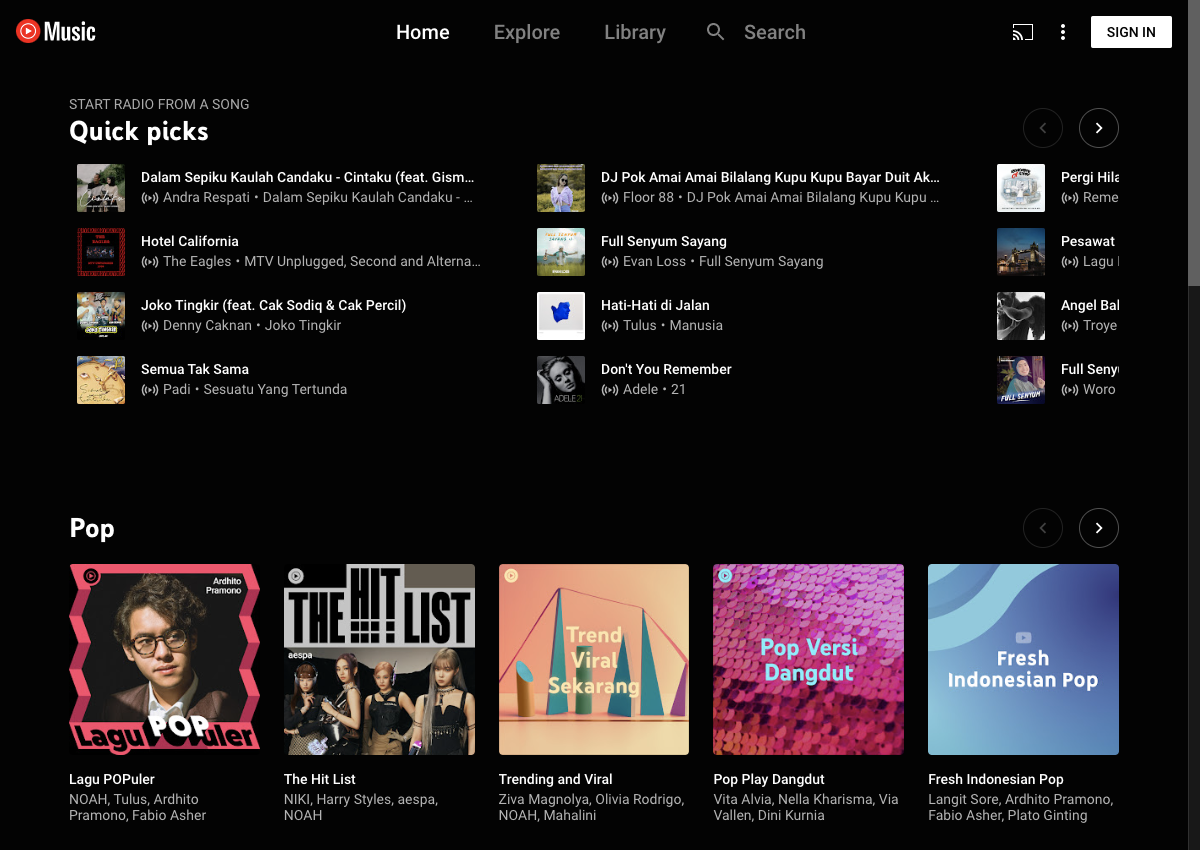 Music
Home
Explore
Library
Search
SIGN IN
START RADIO FROM A SONG
Quick picks
Dalam Sepiku Kaulah Candaku - Cintaku (feat. Gism…
Andra Respati • Dalam Sepiku Kaulah Candaku - …
Hotel California
The Eagles • MTV Unplugged, Second and Alterna…
Joko Tingkir (feat. Cak Sodiq & Cak Percil)
Denny Caknan • Joko Tingkir
Semua Tak Sama
Padi • Sesuatu Yang Tertunda
DJ Pok Amai Amai Bilalang Kupu Kupu Bayar Duit Ak…
Floor 88 • DJ Pok Amai Amai Bilalang Kupu Kupu …
Full Senyum Sayang
Evan Loss • Full Senyum Sayang
Hati-Hati di Jalan
Tulus • Manusia
Don't You Remember
Adele • 21
ADELE 21
Pergi Hila
Reme
Pesawat
Lagu
Angel Bal
Troye
Full Seny
Woro
FULL SENYUM
Pop
Ardhito
Pramono
Lagu POPuler
Lagu POPuler
NOAH, Tulus, Ardhito
Pramono, Fabio Asher
THE HIT LIST
aespa
The Hit List
NIKI, Harry Styles, aespa,
NOAH
Trend
Viral
Sekarang
Trending and Viral
Ziva Magnolya, Olivia Rodrigo,
NOAH, Mahalini
Pop Versi
Dangdut
Pop Play Dangdut
Vita Alvia, Nella Kharisma, Via
Vallen, Dini Kurnia
Fresh
Indonesian Pop
Fresh Indonesian Pop
Langit Sore, Ardhito Pramono,
Fabio Asher, Plato Ginting